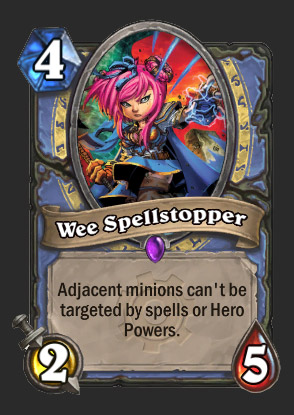 4
Wee Spellstopper
Adjacent minions can't be
targeted by spells or Hero
Powers.
2
5